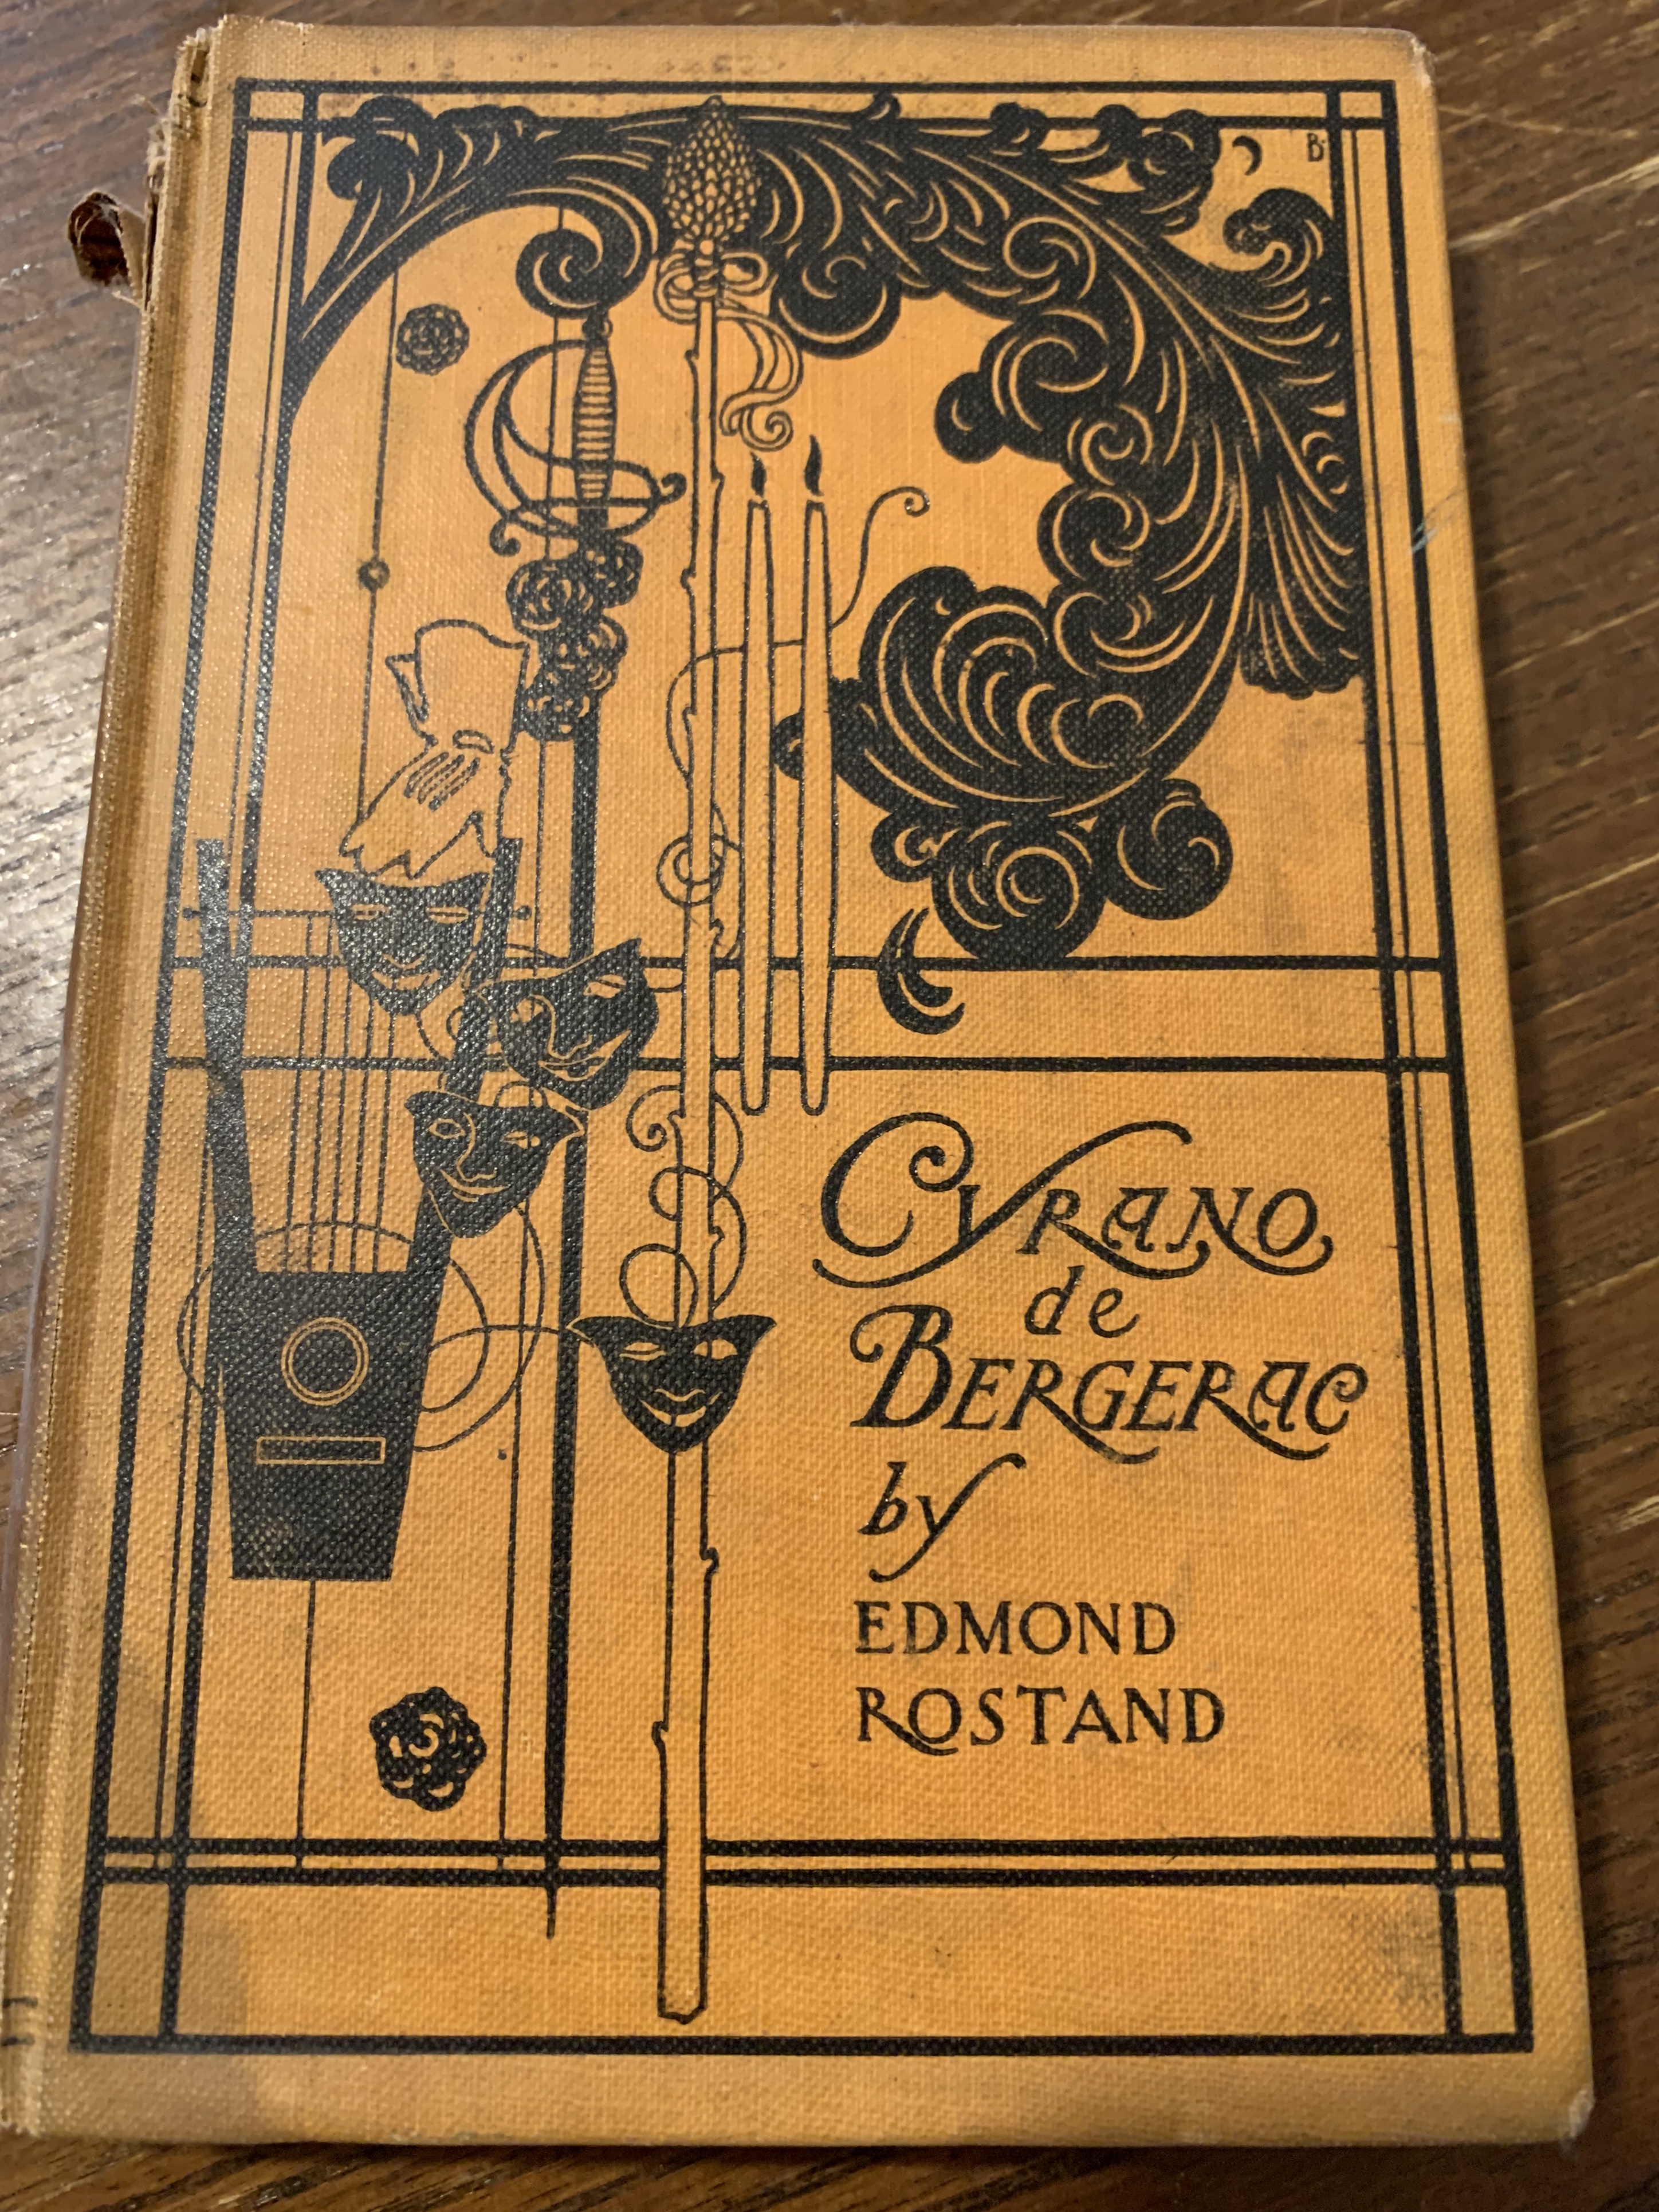 B
CYRANO
de
BERGERAC
by
EDMOND
ROSTAND